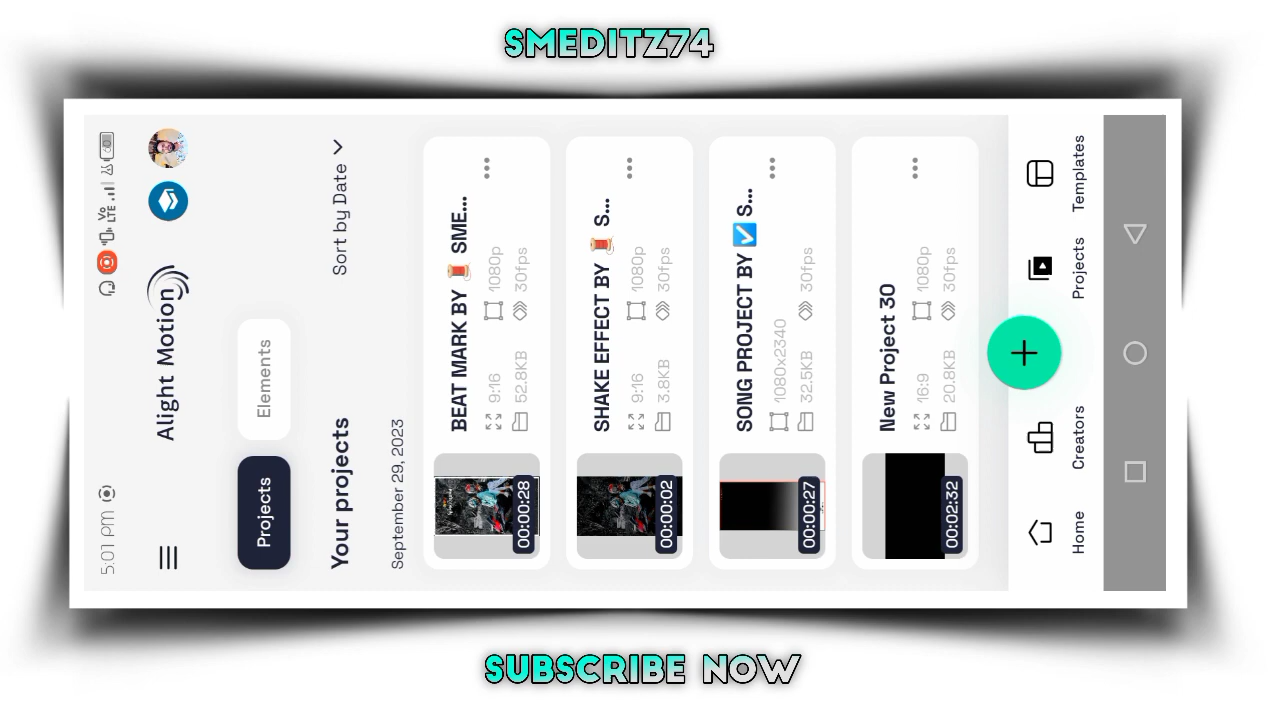 SMEDITZ74
5:01 PM
Vo LTE
60
Alight Motion
Projects
Elements
Your projects
Sort by Date
September 29, 2023
BEAT MARK BY 🧵 SME...
9:16
1080p
52.8KB
30fps
00:00:28
SHAKE EFFECT BY 🧵 S...
9:16
1080p
3.8KB
30fps
00:00:02
SONG PROJECT BY ☑️ S...
1080x2340
32.5KB
30fps
00:00:27
New Project 30
16:9
1080p
20.8KB
30fps
00:02:32
Home
Creators
Projects
Templates
SUBSCRIBE NOW